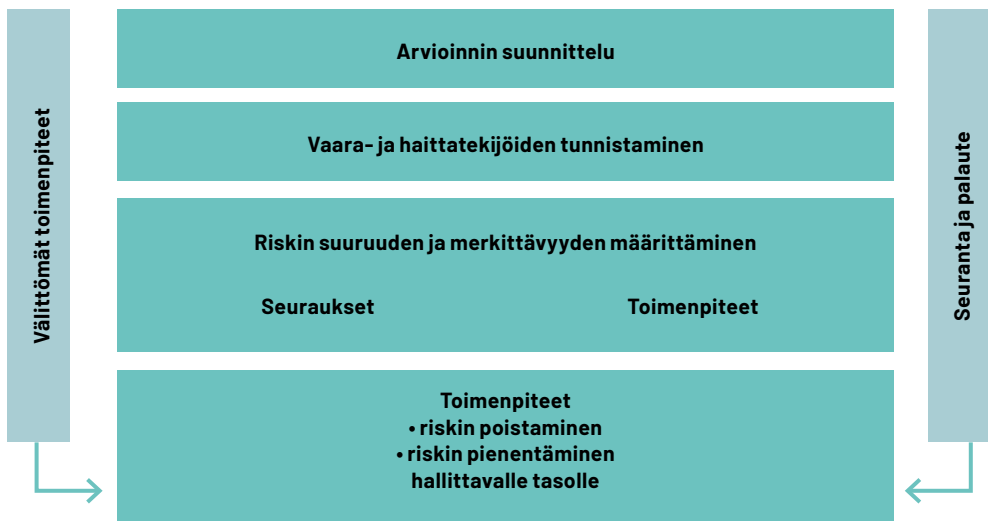 Välittömät toimenpiteet
Arvioinnin suunnittelu
Vaara- ja haittatekijöiden tunnistaminen
Riskin suuruuden ja merkittävyyden määrittäminen
Seuraukset
Toimenpiteet
Toimenpiteet
• riskin poistaminen
• riskin pienentäminen
hallittavalle tasolle
Seuranta ja palaute